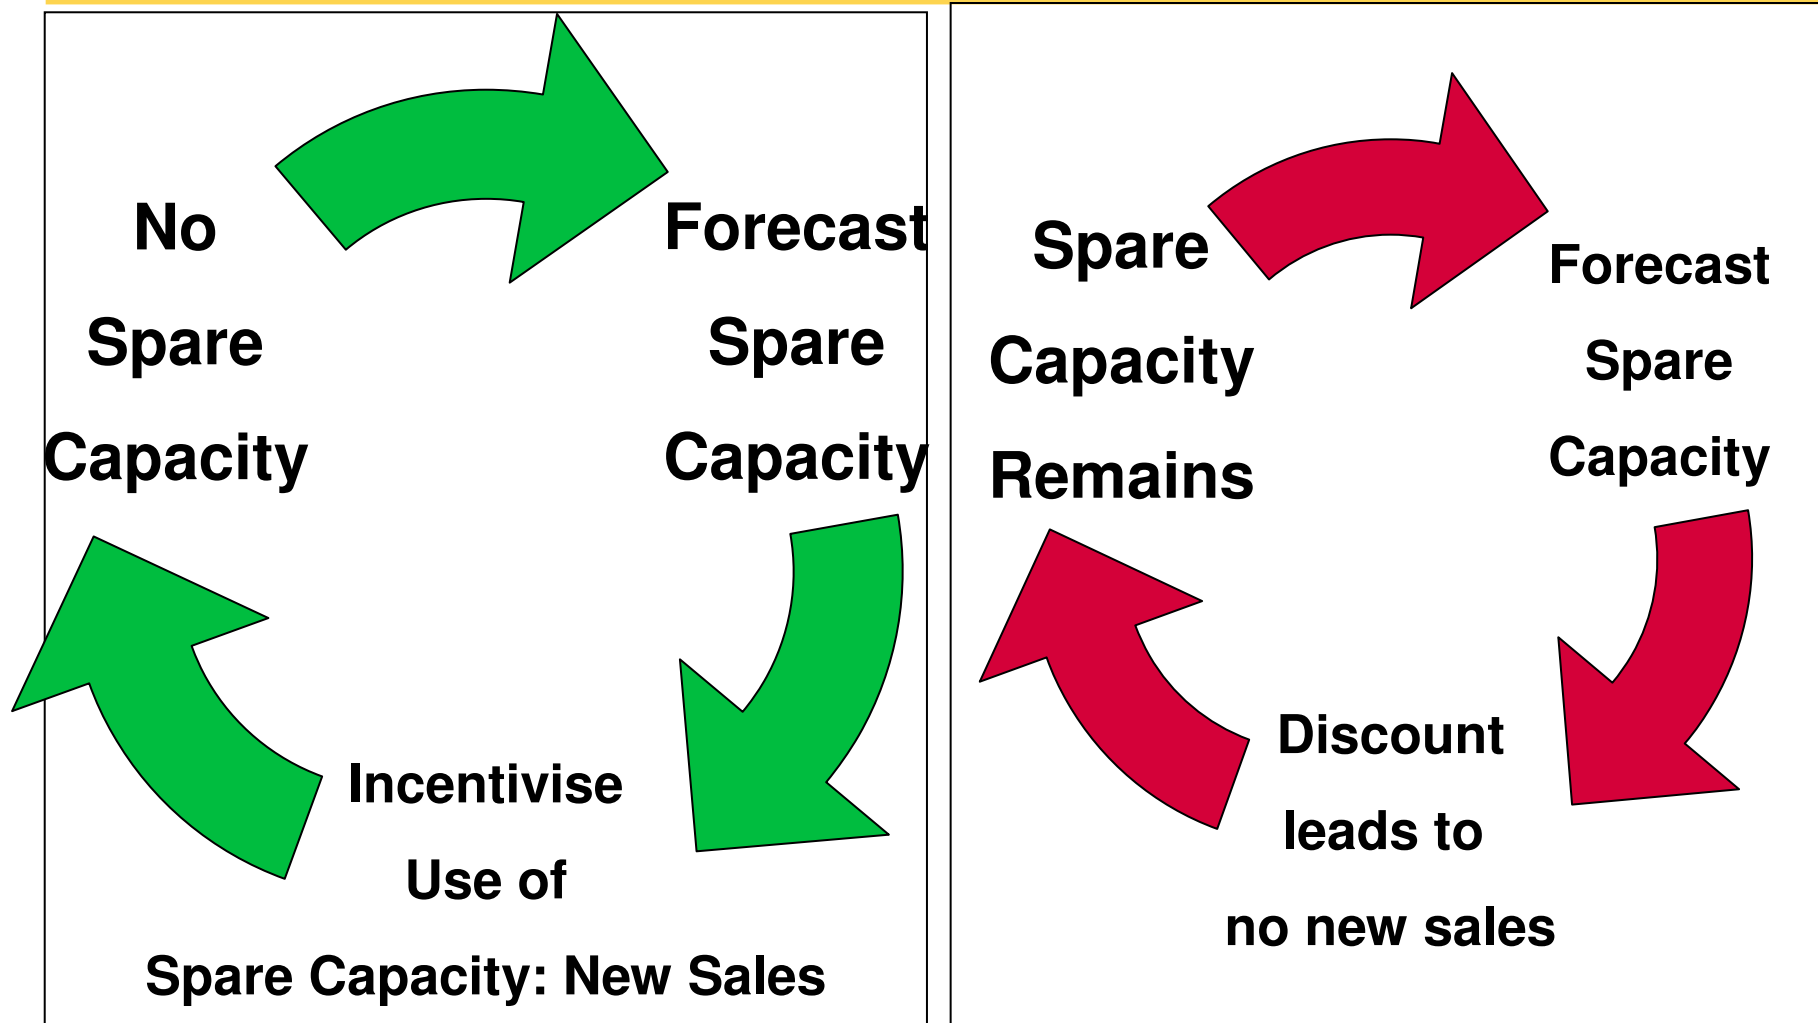 No
Spare
Capacity
Forecast
Spare
Capacity
Incentivise
Use of
Spare Capacity: New Sales
Spare
Capacity
Remains
Forecast
Spare
Capacity
Discount
leads to
no new sales